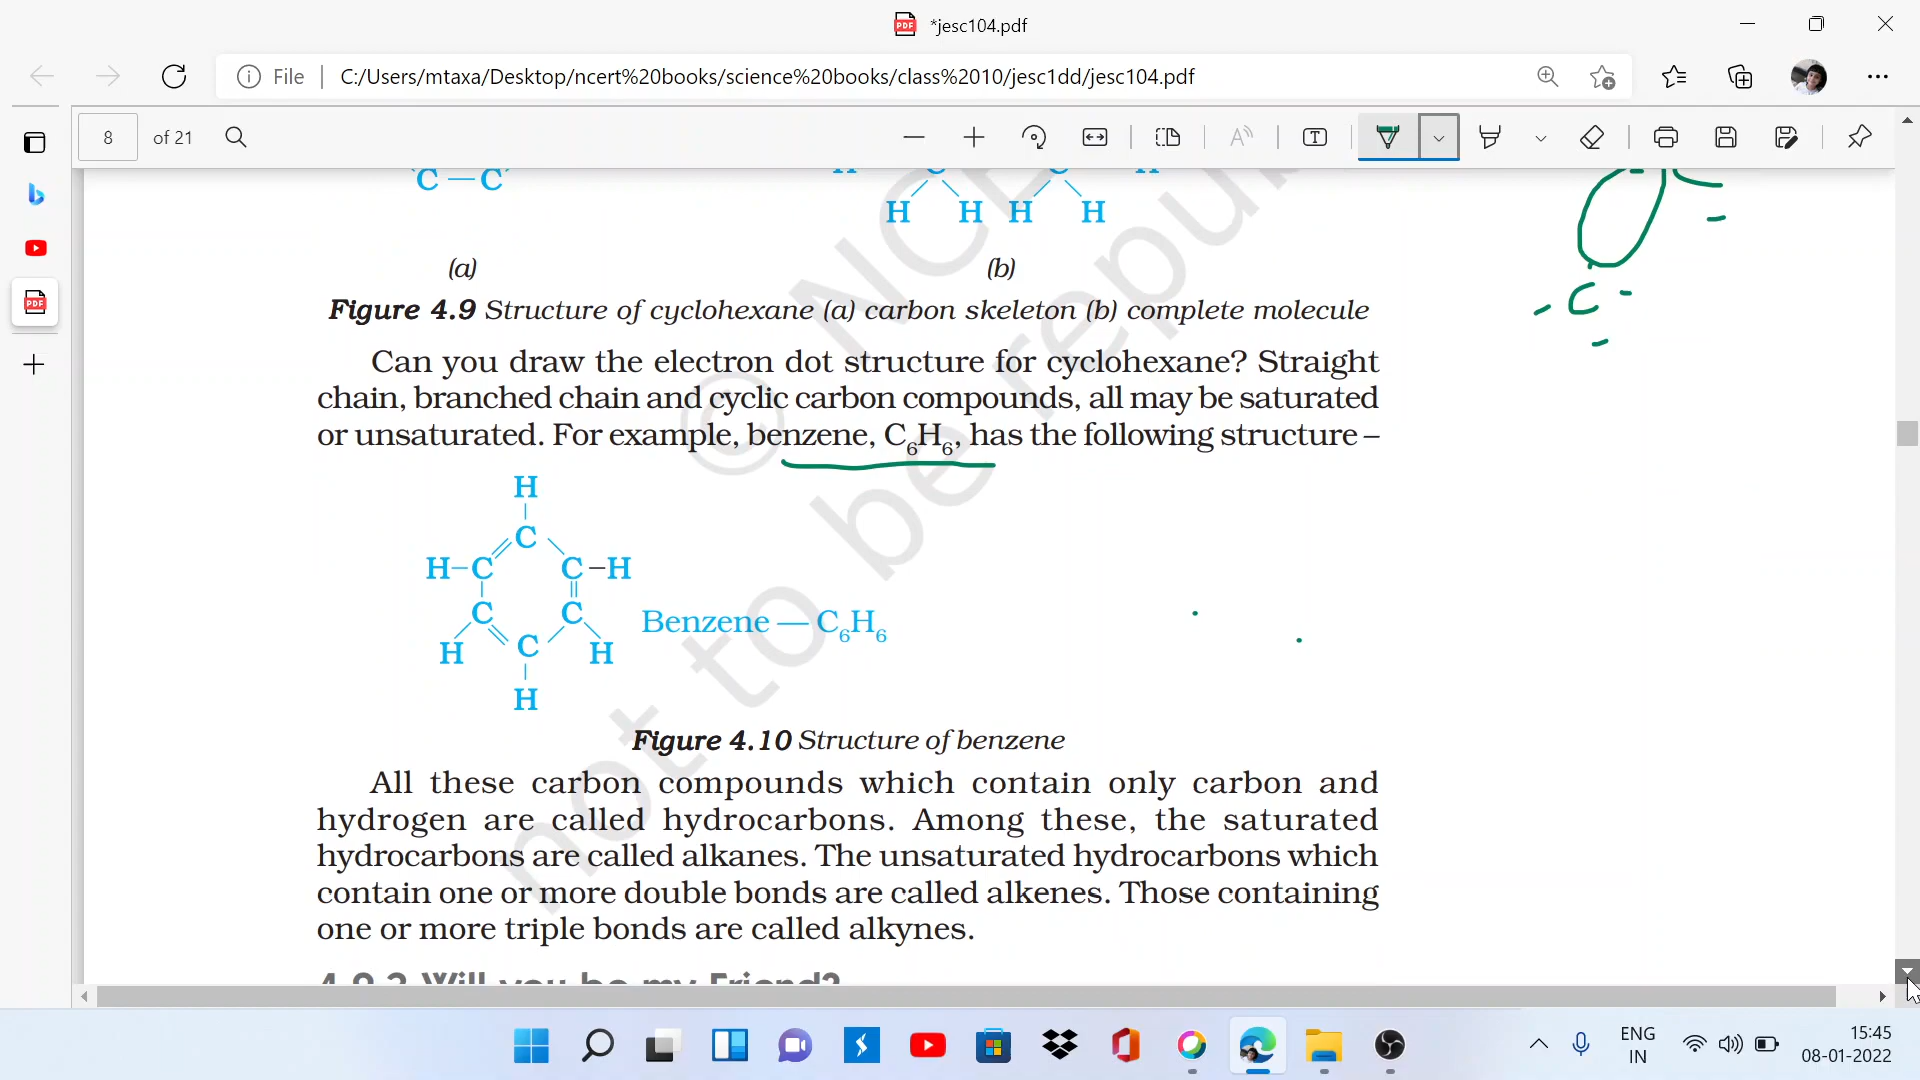 *jesc104.pdf
File
C:/Users/mtaxa/Desktop/ncert%20books/science%20books/class%2010/jesc1dd/jesc104.pdf
8 of 21
C — C
H H H H
(a) (b)
Figure 4.9 Structure of cyclohexane (a) carbon skeleton (b) complete molecule
C
Can you draw the electron dot structure for cyclohexane? Straight
chain, branched chain and cyclic carbon compounds, all may be saturated
or unsaturated. For example, benzene, C₆H₆, has the following structure –
H
C
H–C C–H
C C
Benzene — C₆H₆
H C H
H
Figure 4.10 Structure of benzene
All these carbon compounds which contain only carbon and
hydrogen are called hydrocarbons. Among these, the saturated
hydrocarbons are called alkanes. The unsaturated hydrocarbons which
contain one or more double bonds are called alkenes. Those containing
one or more triple bonds are called alkynes.
not to be repub
ENG
IN
15:45
08-01-2022